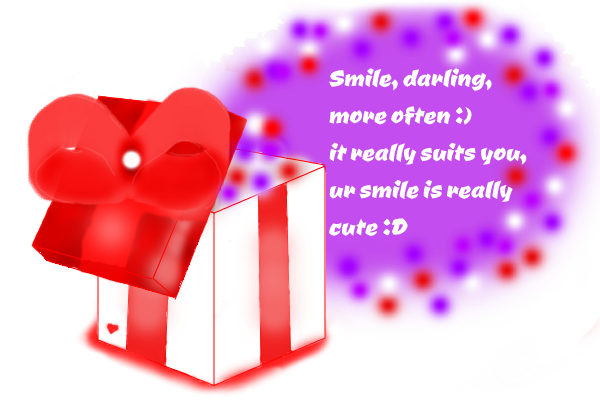 Smile, darling,
more often :)
it really suits you,
ur smile is really
cute :D